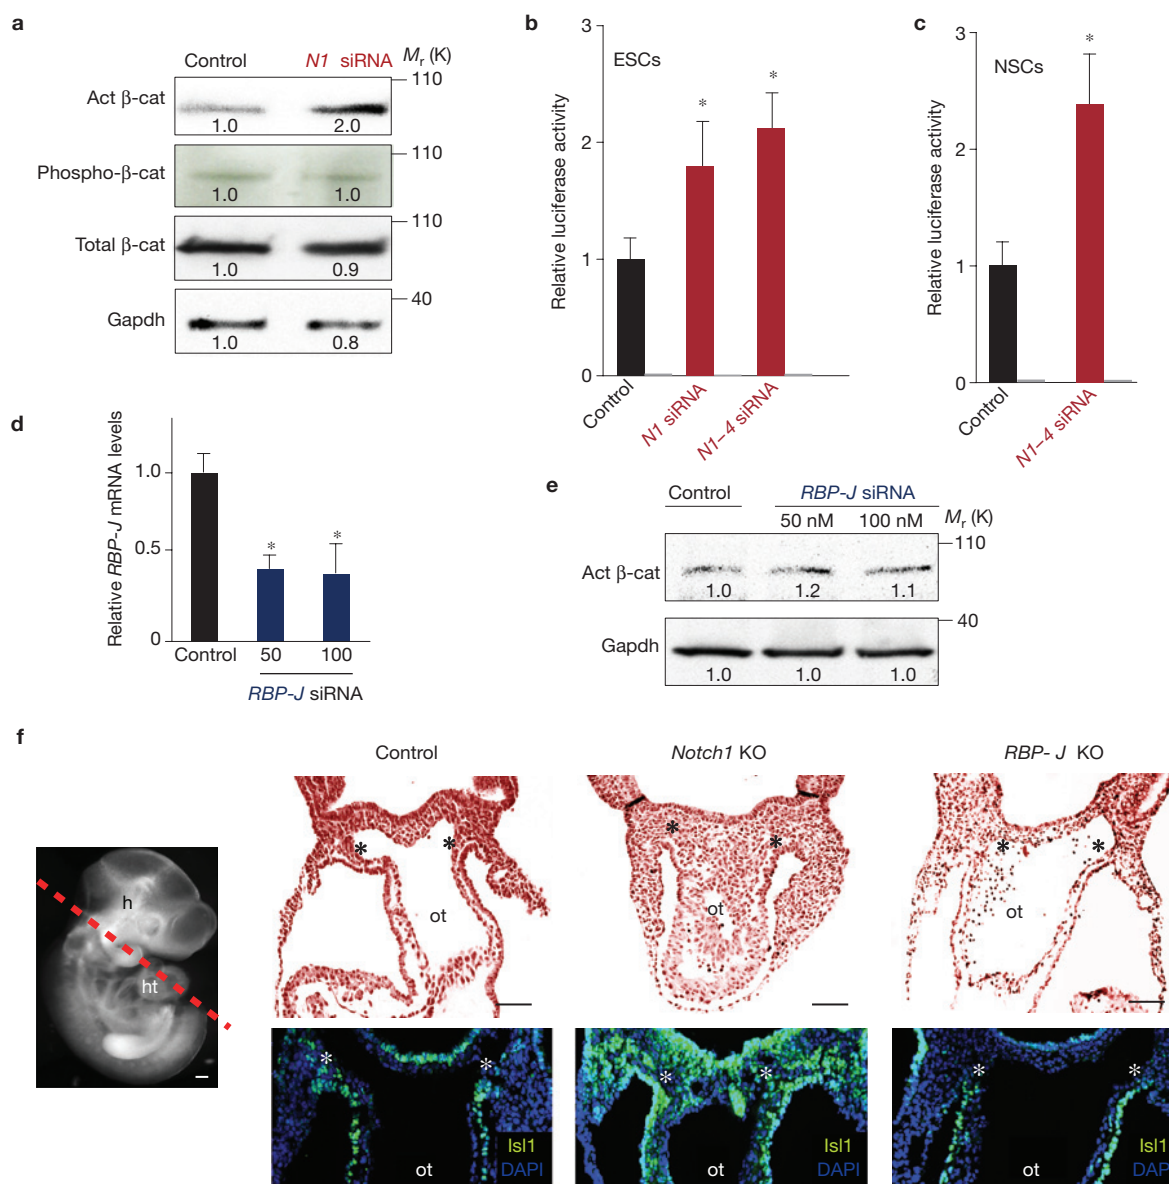 a
Control N1 siRNA Mr (K)
Act β-cat 1.0 2.0 110
Phospho-β-cat 1.0 1.0 110
Total β-cat 1.0 0.9 110
Gapdh 1.0 0.8 40
b
ESCs
Relative luciferase activity
3
2
1
0
* *
Control N1 siRNA N1–4 siRNA
c
NSCs
Relative luciferase activity
3
2
1
0
*
Control N1–4 siRNA
d
Relative RBP-J mRNA levels
1.0
0.5
0
* *
Control 50 100
RBP-J siRNA
e
Control RBP-J siRNA
50 nM 100 nM Mr (K)
Act β-cat 1.0 1.2 1.1 110
Gapdh 1.0 1.0 1.0 40
f
Control Notch1 KO RBP- J KO
h
ht
* * ot
* * ot
* * ot
* * Isl1
ot DAPI
* * Isl1
ot DAPI
* * Isl1
ot DAPI